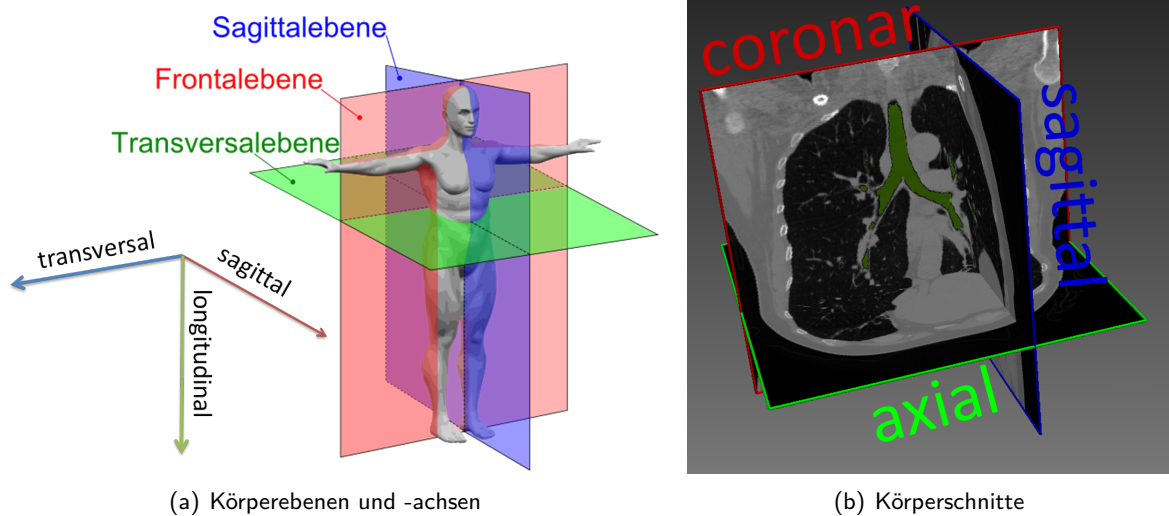 Sagittalebene
Frontalebene
Transversalebene
transversal
sagittal
longitudinal
(a) Körperebenen und -achsen
coronar
sagittal
axial
(b) Körperschnitte